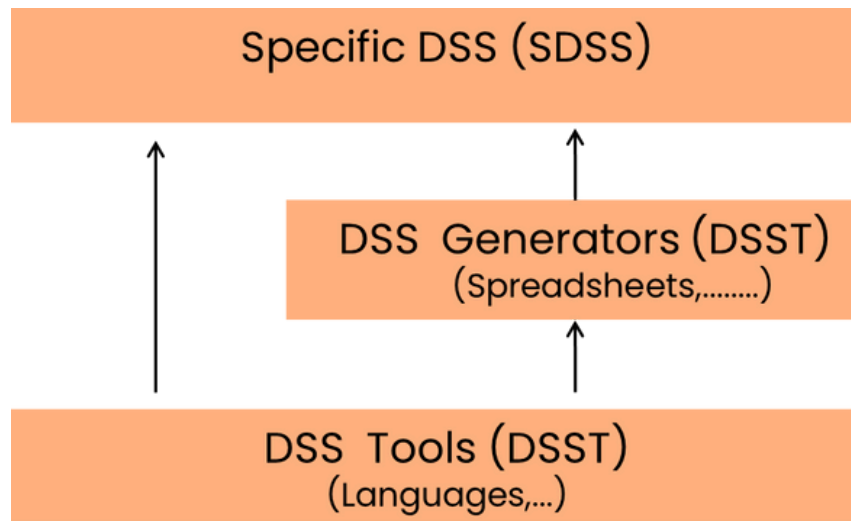 Specific DSS (SDSS)
DSS Generators (DSST)
(Spreadsheets,........)
DSS Tools (DSST)
(Languages,...)